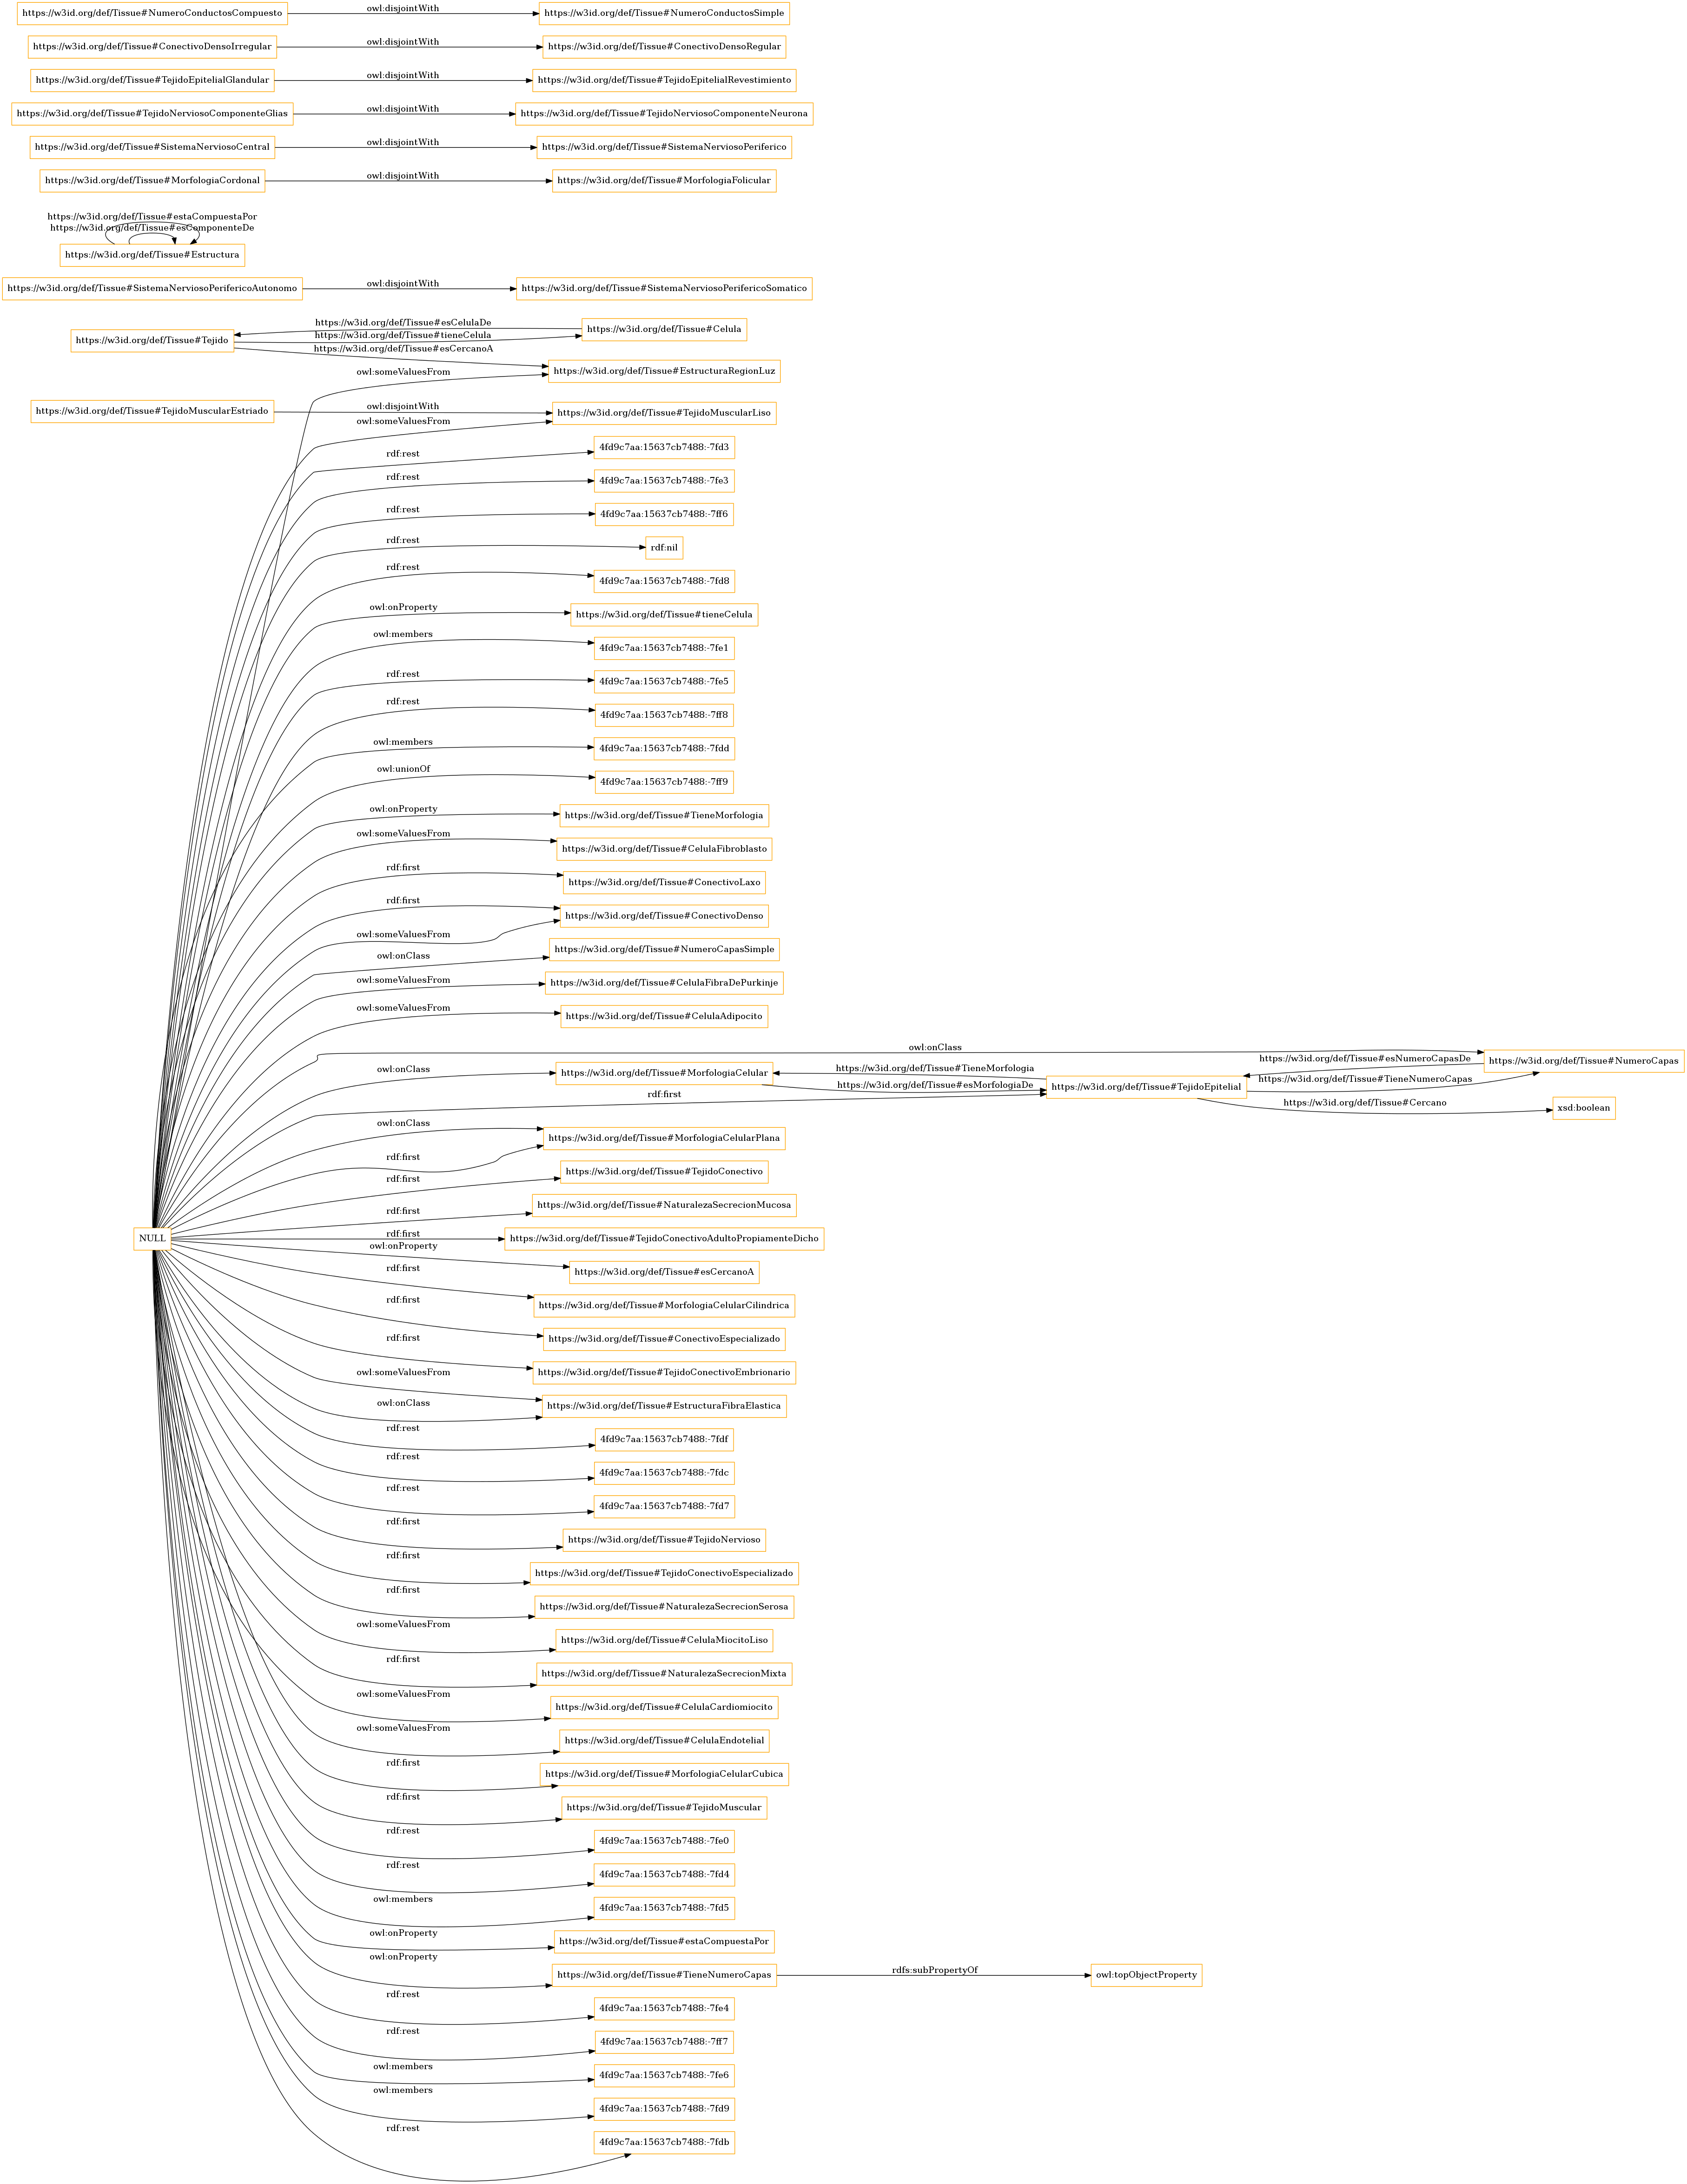 https://w3id.org/def/Tissue#NumeroConductosCompuesto owl:disjointWith https://w3id.org/def/Tissue#NumeroConductosSimple
https://w3id.org/def/Tissue#ConectivoDensoIrregular owl:disjointWith https://w3id.org/def/Tissue#ConectivoDensoRegular
https://w3id.org/def/Tissue#TejidoEpitelialGlandular owl:disjointWith https://w3id.org/def/Tissue#TejidoEpitelialRevestimiento
https://w3id.org/def/Tissue#TejidoNerviosoComponenteGlias owl:disjointWith https://w3id.org/def/Tissue#TejidoNerviosoComponenteNeurona
https://w3id.org/def/Tissue#SistemaNerviosoCentral owl:disjointWith https://w3id.org/def/Tissue#SistemaNerviosoPeriferico
https://w3id.org/def/Tissue#MorfologiaCordonal owl:disjointWith https://w3id.org/def/Tissue#MorfologiaFolicular
https://w3id.org/def/Tissue#estaCompuestaPor
https://w3id.org/def/Tissue#esComponenteDe
https://w3id.org/def/Tissue#Estructura
https://w3id.org/def/Tissue#SistemaNerviosoPerifericoAutonomo owl:disjointWith https://w3id.org/def/Tissue#SistemaNerviosoPerifericoSomatico
https://w3id.org/def/Tissue#esCelulaDe https://w3id.org/def/Tissue#Celula
https://w3id.org/def/Tissue#Tejido https://w3id.org/def/Tissue#tieneCelula
https://w3id.org/def/Tissue#esCercanoA
owl:someValuesFrom https://w3id.org/def/Tissue#EstructuraRegionLuz
https://w3id.org/def/Tissue#TejidoMuscularEstriado owl:disjointWith https://w3id.org/def/Tissue#TejidoMuscularLiso
owl:someValuesFrom
rdf:rest 4fd9c7aa:15637cb7488:-7fd3
rdf:rest 4fd9c7aa:15637cb7488:-7fe3
rdf:rest 4fd9c7aa:15637cb7488:-7ff6
rdf:rest rdf:nil
rdf:rest 4fd9c7aa:15637cb7488:-7fd8
owl:onProperty https://w3id.org/def/Tissue#tieneCelula
owl:members 4fd9c7aa:15637cb7488:-7fe1
rdf:rest 4fd9c7aa:15637cb7488:-7fe5
rdf:rest 4fd9c7aa:15637cb7488:-7ff8
owl:members 4fd9c7aa:15637cb7488:-7fdd
owl:unionOf 4fd9c7aa:15637cb7488:-7ff9
owl:onProperty https://w3id.org/def/Tissue#TieneMorfologia
owl:someValuesFrom https://w3id.org/def/Tissue#CelulaFibroblasto
rdf:first https://w3id.org/def/Tissue#ConectivoLaxo
rdf:first https://w3id.org/def/Tissue#ConectivoDenso
owl:someValuesFrom
owl:onClass https://w3id.org/def/Tissue#NumeroCapasSimple
owl:someValuesFrom https://w3id.org/def/Tissue#CelulaFibraDePurkinje
owl:someValuesFrom https://w3id.org/def/Tissue#CelulaAdipocito
owl:onClass https://w3id.org/def/Tissue#NumeroCapas
https://w3id.org/def/Tissue#esNumeroCapasDe
owl:onClass https://w3id.org/def/Tissue#MorfologiaCelular https://w3id.org/def/Tissue#TieneMorfologia
https://w3id.org/def/Tissue#esMorfologiaDe https://w3id.org/def/Tissue#TejidoEpitelial https://w3id.org/def/Tissue#TieneNumeroCapas
rdf:first https://w3id.org/def/Tissue#Cercano xsd:boolean
owl:onClass https://w3id.org/def/Tissue#MorfologiaCelularPlana
rdf:first
rdf:first https://w3id.org/def/Tissue#TejidoConectivo
rdf:first https://w3id.org/def/Tissue#NaturalezaSecrecionMucosa
NULL rdf:first https://w3id.org/def/Tissue#TejidoConectivoAdultoPropiamenteDicho
owl:onProperty https://w3id.org/def/Tissue#esCercanoA
rdf:first https://w3id.org/def/Tissue#MorfologiaCelularCilindrica
rdf:first https://w3id.org/def/Tissue#ConectivoEspecializado
rdf:first https://w3id.org/def/Tissue#TejidoConectivoEmbrionario
owl:someValuesFrom https://w3id.org/def/Tissue#EstructuraFibraElastica
owl:onClass
rdf:rest 4fd9c7aa:15637cb7488:-7fdf
rdf:rest 4fd9c7aa:15637cb7488:-7fdc
rdf:rest 4fd9c7aa:15637cb7488:-7fd7
rdf:first https://w3id.org/def/Tissue#TejidoNervioso
rdf:first https://w3id.org/def/Tissue#TejidoConectivoEspecializado
rdf:first https://w3id.org/def/Tissue#NaturalezaSecrecionSerosa
owl:someValuesFrom https://w3id.org/def/Tissue#CelulaMiocitoLiso
rdf:first https://w3id.org/def/Tissue#NaturalezaSecrecionMixta
owl:someValuesFrom https://w3id.org/def/Tissue#CelulaCardiomiocito
owl:someValuesFrom https://w3id.org/def/Tissue#CelulaEndotelial
rdf:first https://w3id.org/def/Tissue#MorfologiaCelularCubica
rdf:first https://w3id.org/def/Tissue#TejidoMuscular
rdf:rest 4fd9c7aa:15637cb7488:-7fe0
rdf:rest 4fd9c7aa:15637cb7488:-7fd4
owl:members 4fd9c7aa:15637cb7488:-7fd5
owl:onProperty https://w3id.org/def/Tissue#estaCompuestaPor
owl:onProperty https://w3id.org/def/Tissue#TieneNumeroCapas rdfs:subPropertyOf owl:topObjectProperty
rdf:rest 4fd9c7aa:15637cb7488:-7fe4
rdf:rest 4fd9c7aa:15637cb7488:-7ff7
owl:members 4fd9c7aa:15637cb7488:-7fe6
owl:members 4fd9c7aa:15637cb7488:-7fd9
rdf:rest 4fd9c7aa:15637cb7488:-7fdb